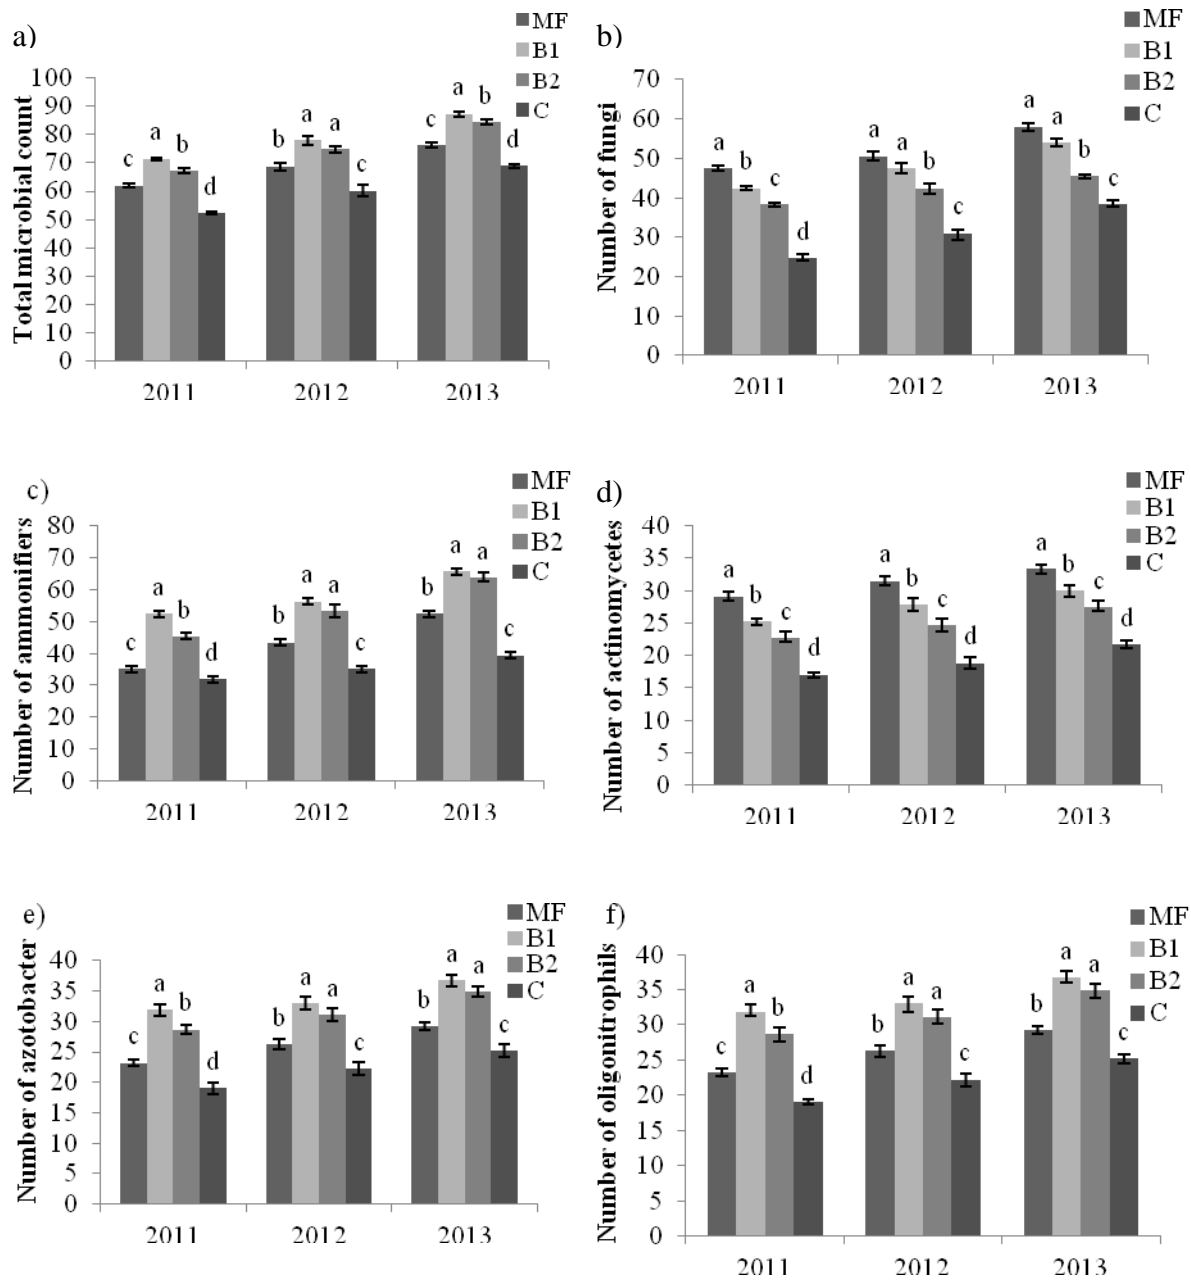 a)
Total microbial count
100
90
80
70
60
50
40
30
20
10
0
c a b d
b a a c
c a b d
2011 2012 2013
MF
B1
B2
C
b)
Number of fungi
70
60
50
40
30
20
10
0
a b c d
a a b c
a a b c
2011 2012 2013
MF
B1
B2
C
c)
Number of ammonifiers
80
70
60
50
40
30
20
10
0
c a b d
b a a c
b a a c
2011 2012 2013
MF
B1
B2
C
d)
Number of actinomycetes
40
35
30
25
20
15
10
5
0
a b c d
a b c d
a b c d
2011 2012 2013
MF
B1
B2
C
e)
Number of azotobacter
40
35
30
25
20
15
10
5
0
c a b d
b a a c
b a a c
2011 2012 2013
MF
B1
B2
C
f)
Number of oligonitrophils
40
35
30
25
20
15
10
5
0
c a b d
b a a c
b a a c
2011 2012 2013
MF
B1
B2
C